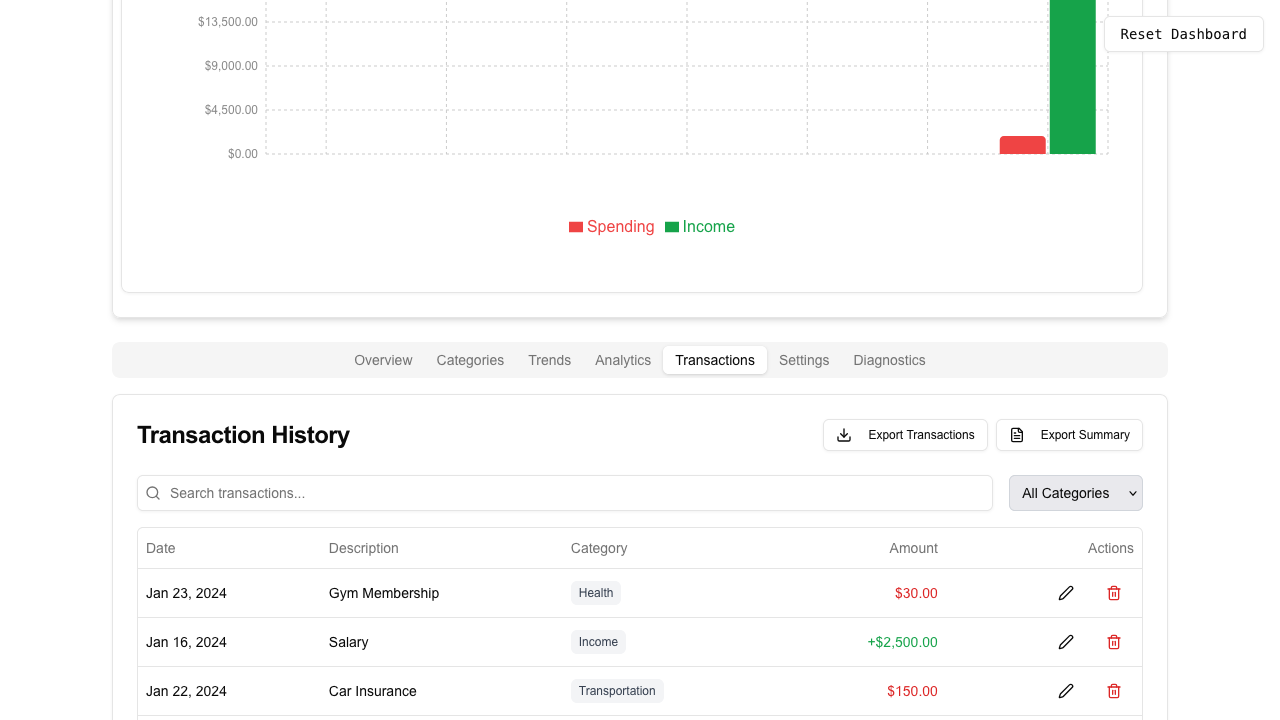 $13,500.00
Reset Dashboard
$9,000.00
$4,500.00
$0.00
Spending Income
Overview Categories Trends Analytics Transactions Settings Diagnostics
Transaction History Export Transactions Export Summary
Search transactions... All Categories
Date Description Category Amount Actions
Jan 23, 2024 Gym Membership Health $30.00
Jan 16, 2024 Salary Income +$2,500.00
Jan 22, 2024 Car Insurance Transportation $150.00